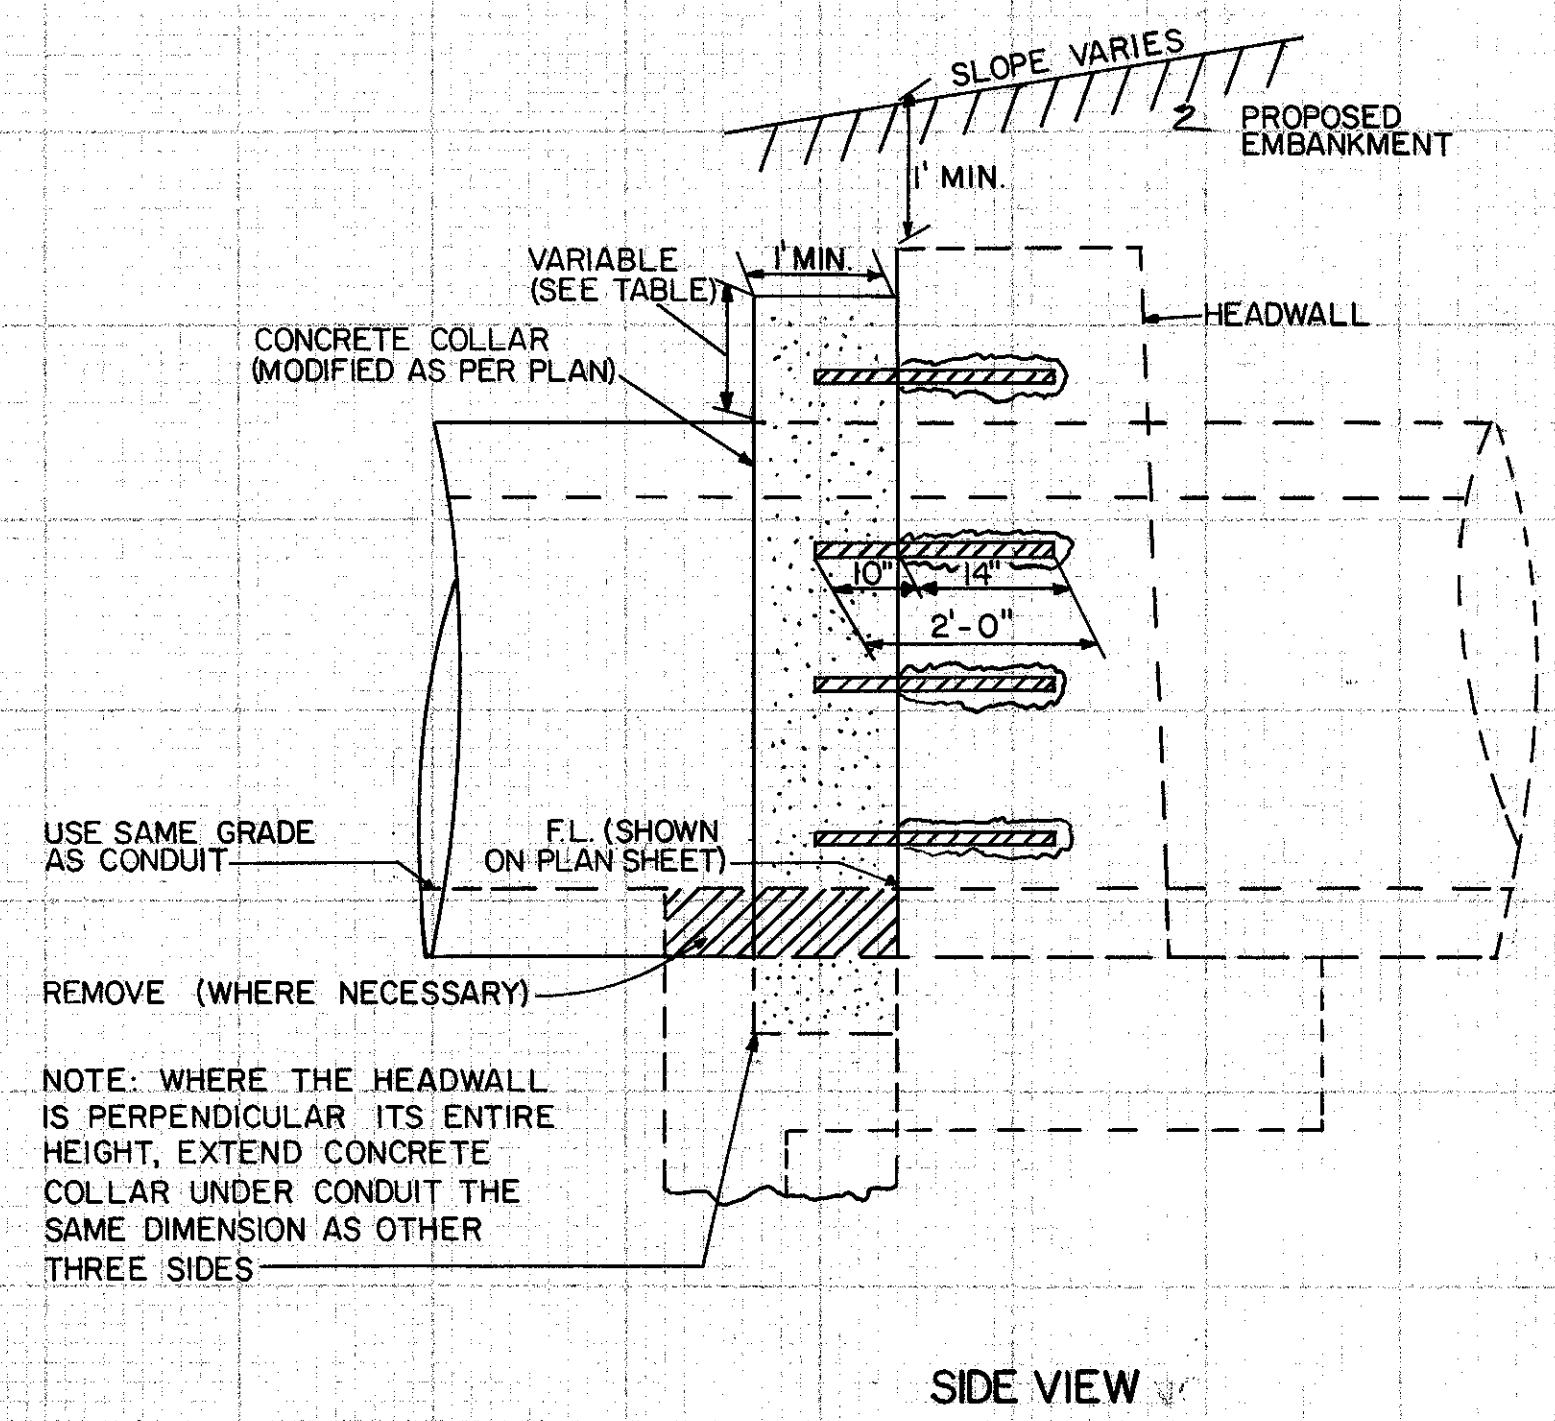 SLOPE VARIES
2 PROPOSED
EMBANKMENT
1' MIN.
VARIABLE
(SEE TABLE)
1' MIN.
HEADWALL
CONCRETE COLLAR
(MODIFIED AS PER PLAN)
10" 14"
2'-0"
USE SAME GRADE
AS CONDUIT
F.L. (SHOWN
ON PLAN SHEET)
REMOVE (WHERE NECESSARY)
NOTE: WHERE THE HEADWALL
IS PERPENDICULAR ITS ENTIRE
HEIGHT, EXTEND CONCRETE
COLLAR UNDER CONDUIT THE
SAME DIMENSION AS OTHER
THREE SIDES
SIDE VIEW